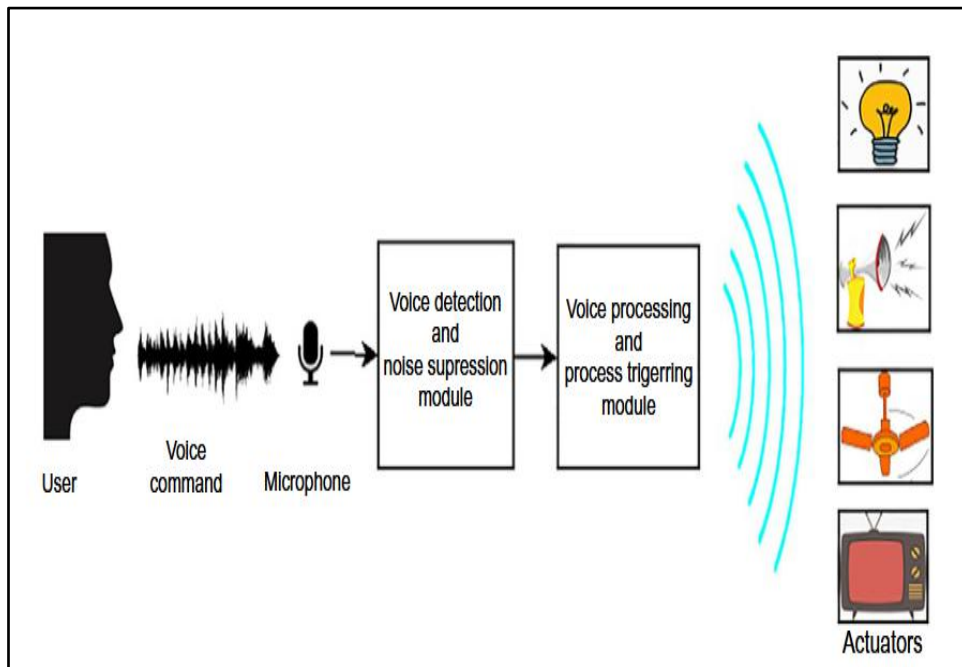 User
Voice
command
Microphone
Voice detection
and
noise supression
module
Voice processing
and
process trigerring
module
Actuators